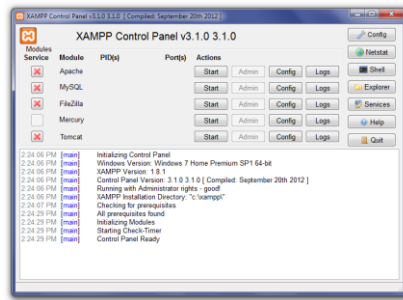 XAMPP Control Panel v3.1.0 3.1.0 [ Compiled: September 20th 2012 ]
XAMPP Control Panel v3.1.0 3.1.0
Config
Modules
Service Module PID(s) Port(s) Actions
Netstat
Apache Start Admin Config Logs
Shell
MySQL Start Admin Config Logs
Explorer
FileZilla Start Admin Config Logs
Services
Mercury Start Admin Config Logs
Help
Tomcat Start Admin Config Logs
Quit
2:24:06 PM [main] Initializing Control Panel
2:24:06 PM [main] Windows Version: Windows 7 Home Premium SP1 64-bit
2:24:06 PM [main] XAMPP Version: 1.8.1
2:24:06 PM [main] Control Panel Version: 3.1.0 3.1.0 [ Compiled: September 20th 2012 ]
2:24:06 PM [main] Running with Administrator rights - good!
2:24:06 PM [main] XAMPP Installation Directory: "c:\xampp\"
2:24:07 PM [main] Checking for prerequisites
2:24:29 PM [main] All prerequisites found
2:24:29 PM [main] Initializing Modules
2:24:29 PM [main] Starting Check-Timer
2:24:29 PM [main] Control Panel Ready